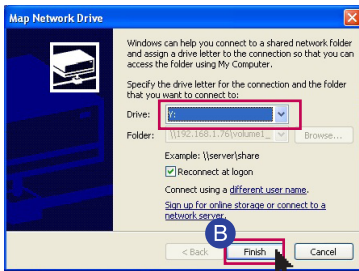 Map Network Drive
Windows can help you connect to a shared network folder
and assign a drive letter to the connection so that you can
access the folder using My Computer.
Specify the drive letter for the connection and the folder
that you want to connect to:
Drive: Y:
Folder: \\192.168.1.76\volume1_ Browse...
Example: \\server\share
Reconnect at logon
Connect using a different user name.
Sign up for online storage or connect to a
network server.
B
< Back Finish Cancel